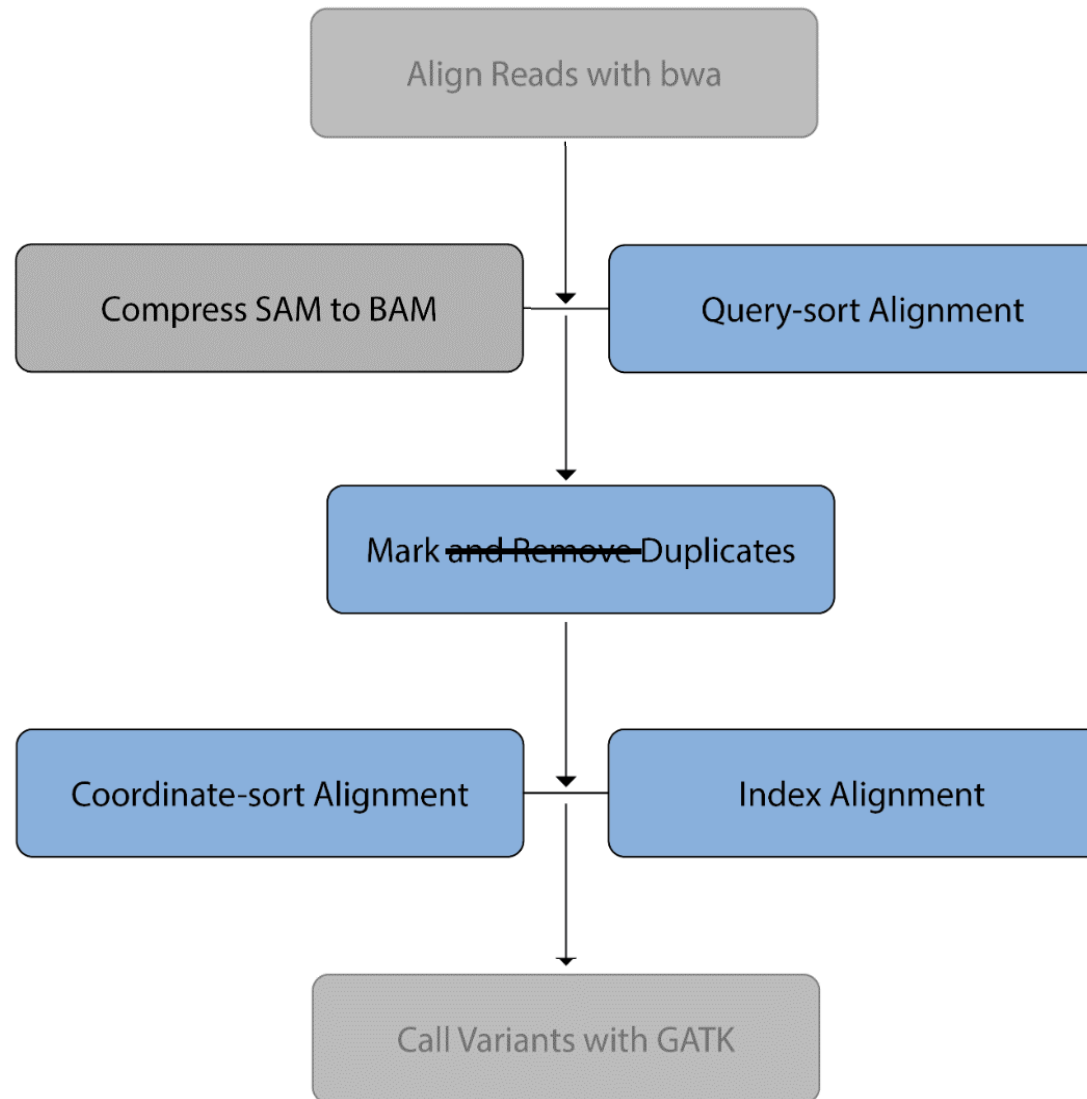 Align Reads with bwa
Compress SAM to BAM
Query-sort Alignment
Mark and Remove Duplicates
Coordinate-sort Alignment
Index Alignment
Call Variants with GATK